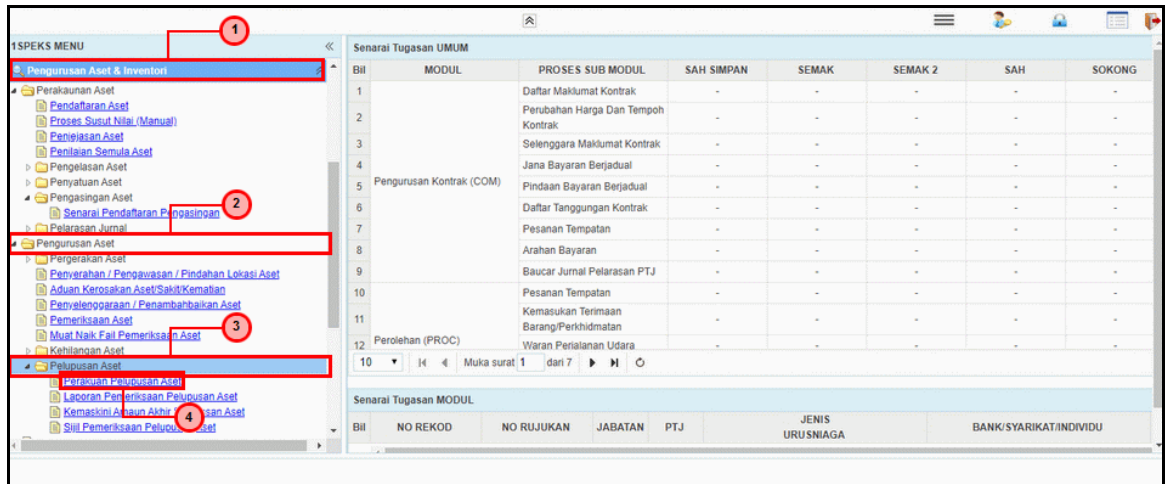 1
1SPEKS MENU
Pengurusan Aset & Inventori
Perakaunan Aset
Pendaftaran Aset
Proses Susut Nilai (Manual)
Penjejasan Aset
Penilaian Semula Aset
Pengelasan Aset
Penyatuan Aset
Pengasingan Aset
2
Senarai Pendaftaran Pengasingan
Pelarasan Jurnal
Pengurusan Aset
Pergerakan Aset
Penyerahan / Pengawasan / Pindahan Lokasi Aset
Aduan Kerosakan Aset/Sakit/Kematian
Penyelenggaraan / Penambahbaikan Aset
Pemeriksaan Aset
3
Muat Naik Fail Pemeriksaan Aset
Kehilangan Aset
Pelupusan Aset
Perakuan Pelupusan Aset
Laporan Pemeriksaan Pelupusan Aset
Kemaskini Amaun Akhir Aset
4
Sijil Pemeriksaan Pelupusan Aset
Senarai Tugasan UMUM
Bil MODUL PROSES SUB MODUL SAH SIMPAN SEMAK SEMAK 2 SAH SOKONG
1 Daftar Maklumat Kontrak - - - - -
2 Perubahan Harga Dan Tempoh Kontrak - - - - -
3 Selenggara Maklumat Kontrak - - - - -
4 Jana Bayaran Berjadual - - - - -
5 Pengurusan Kontrak (COM) Pindaan Bayaran Berjadual - - - - -
6 Daftar Tanggungan Kontrak - - - - -
7 Pesanan Tempatan - - - - -
8 Arahan Bayaran - - - - -
9 Baucar Jurnal Pelarasan PTJ - - - - -
10 Pesanan Tempatan - - - - -
11 Kemasukan Terimaan Barang/Perkhidmatan - - - - -
12 Perolehan (PROC) Waran Perjalanan Udara - - - - -
10 Muka surat 1 dari 7
Senarai Tugasan MODUL
Bil NO REKOD NO RUJUKAN JABATAN PTJ JENIS URUSNIAGA BANK/SYARIKAT/INDIVIDU